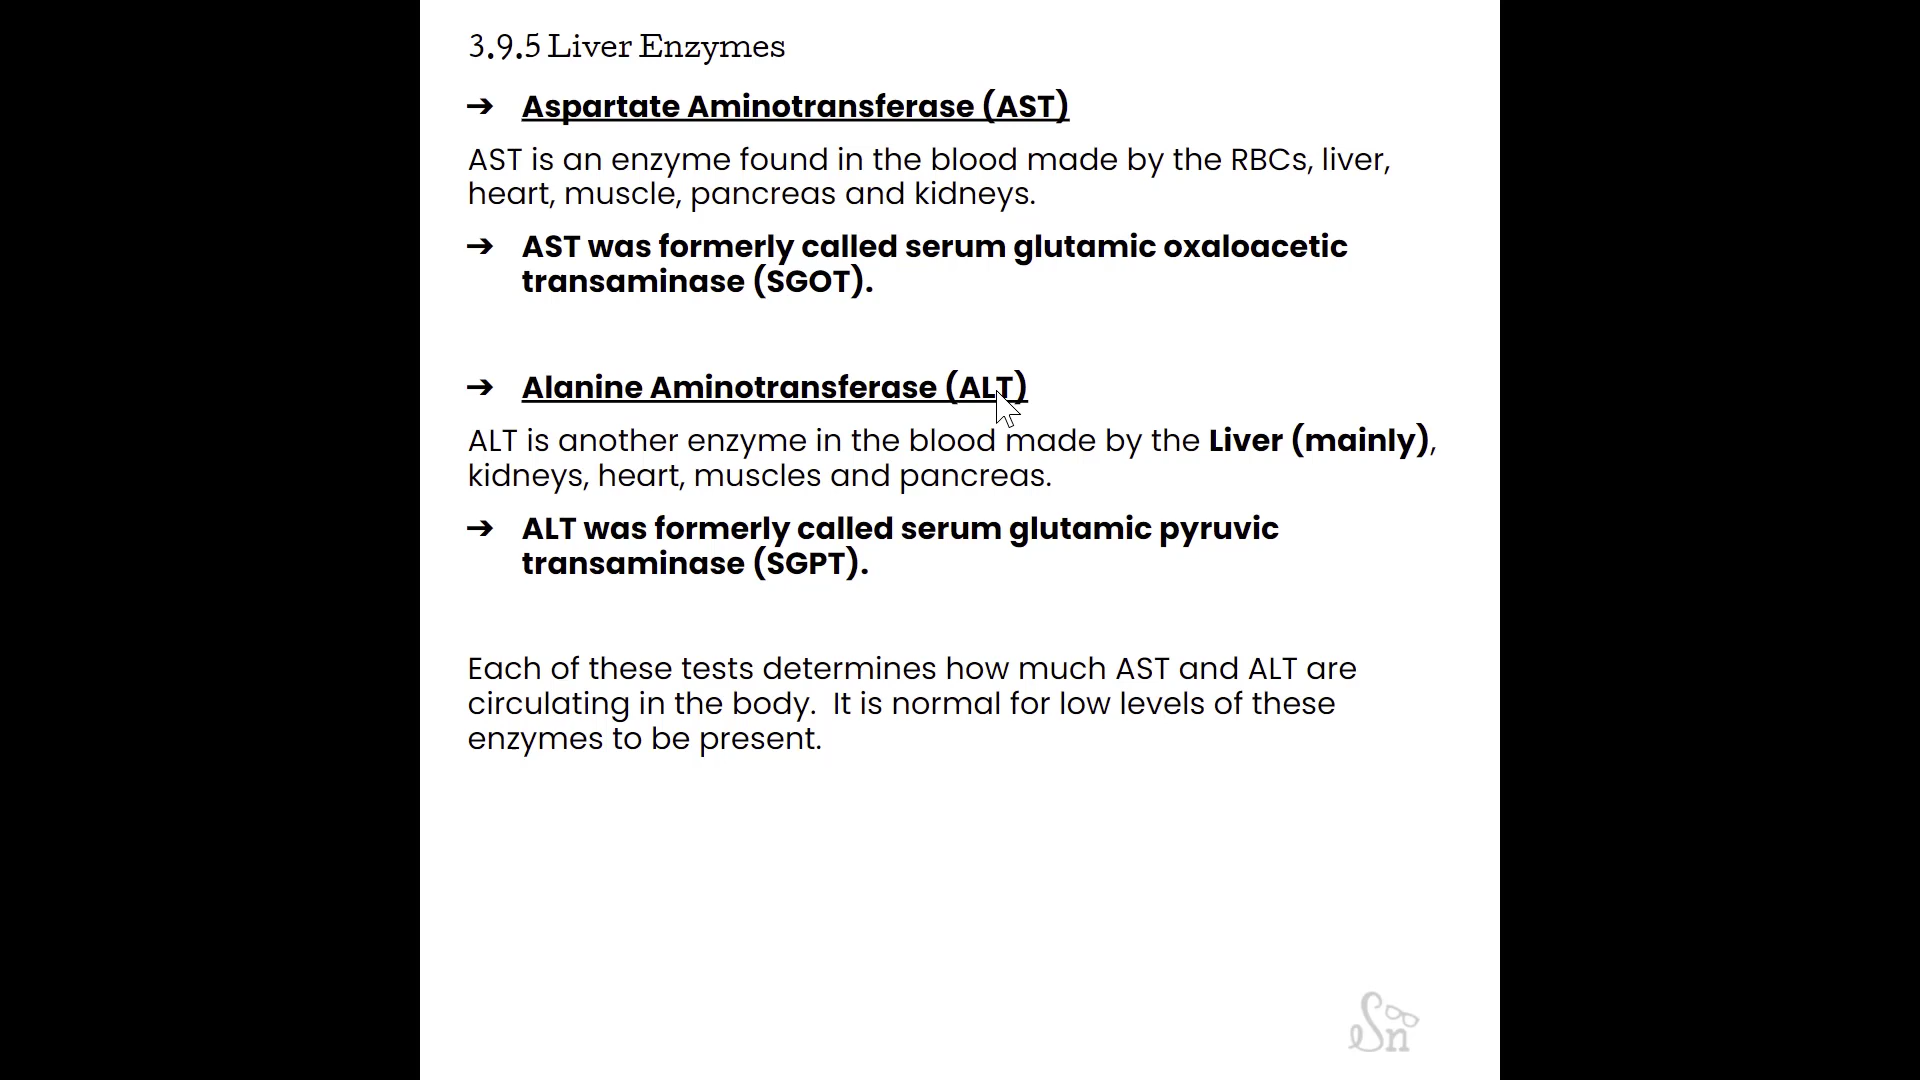 3.9.5 Liver Enzymes
➔ Aspartate Aminotransferase (AST)
AST is an enzyme found in the blood made by the RBCs, liver,
heart, muscle, pancreas and kidneys.
➔ AST was formerly called serum glutamic oxaloacetic
transaminase (SGOT).
➔ Alanine Aminotransferase (ALT)
ALT is another enzyme in the blood made by the Liver (mainly),
kidneys, heart, muscles and pancreas.
➔ ALT was formerly called serum glutamic pyruvic
transaminase (SGPT).
Each of these tests determines how much AST and ALT are
circulating in the body.  It is normal for low levels of these
enzymes to be present.
Sn